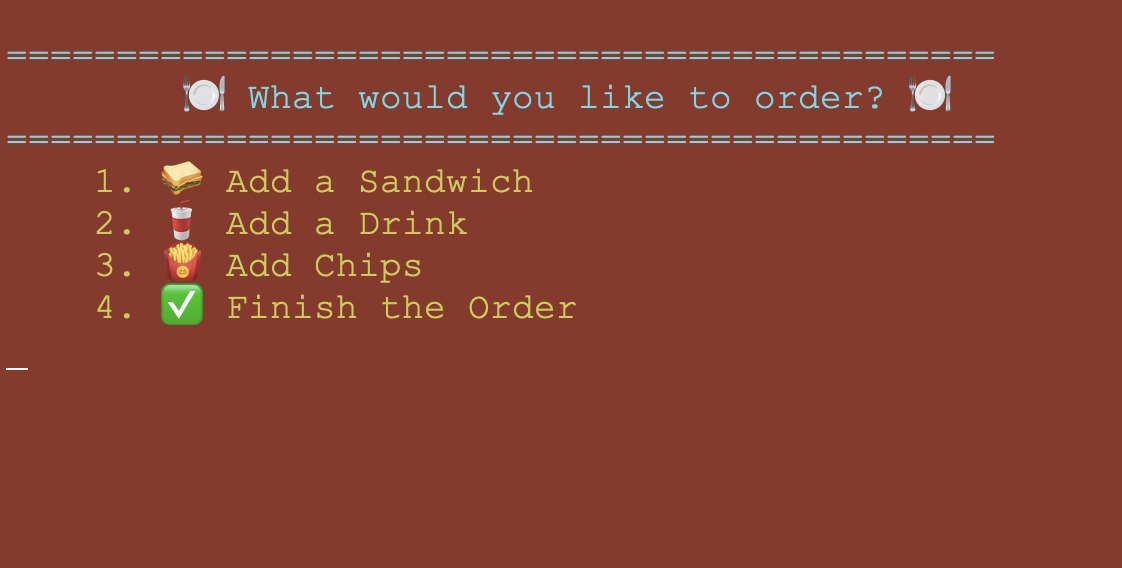 =============================================
🍽️ What would you like to order? 🍽️
=============================================
1. 🥪 Add a Sandwich
2. 🥤 Add a Drink
3. 🍟 Add Chips
4. ✅ Finish the Order
_